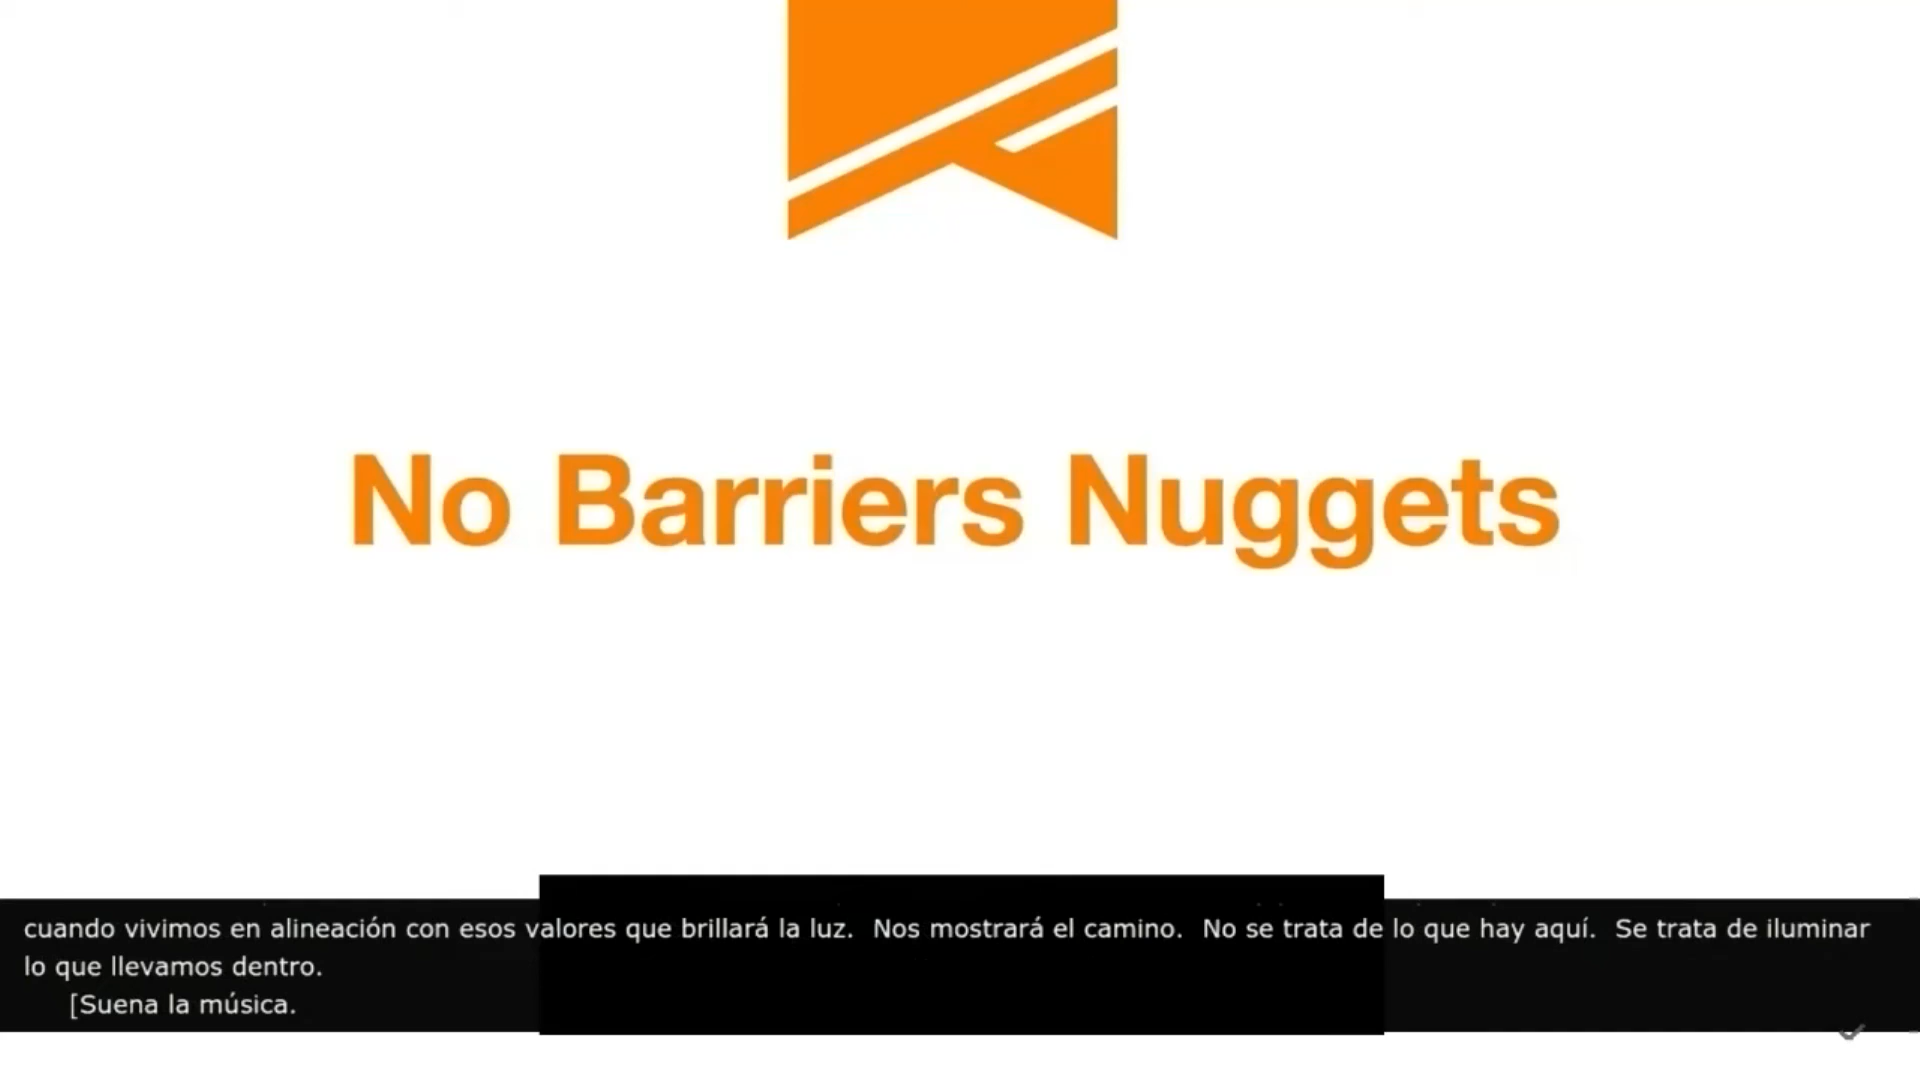 No Barriers Nuggets
cuando vivimos en alineación con esos valores que brillará la luz.  Nos mostrará el camino.  No se trata de lo que hay aquí.  Se trata de iluminar
lo que llevamos dentro.
[Suena la música.